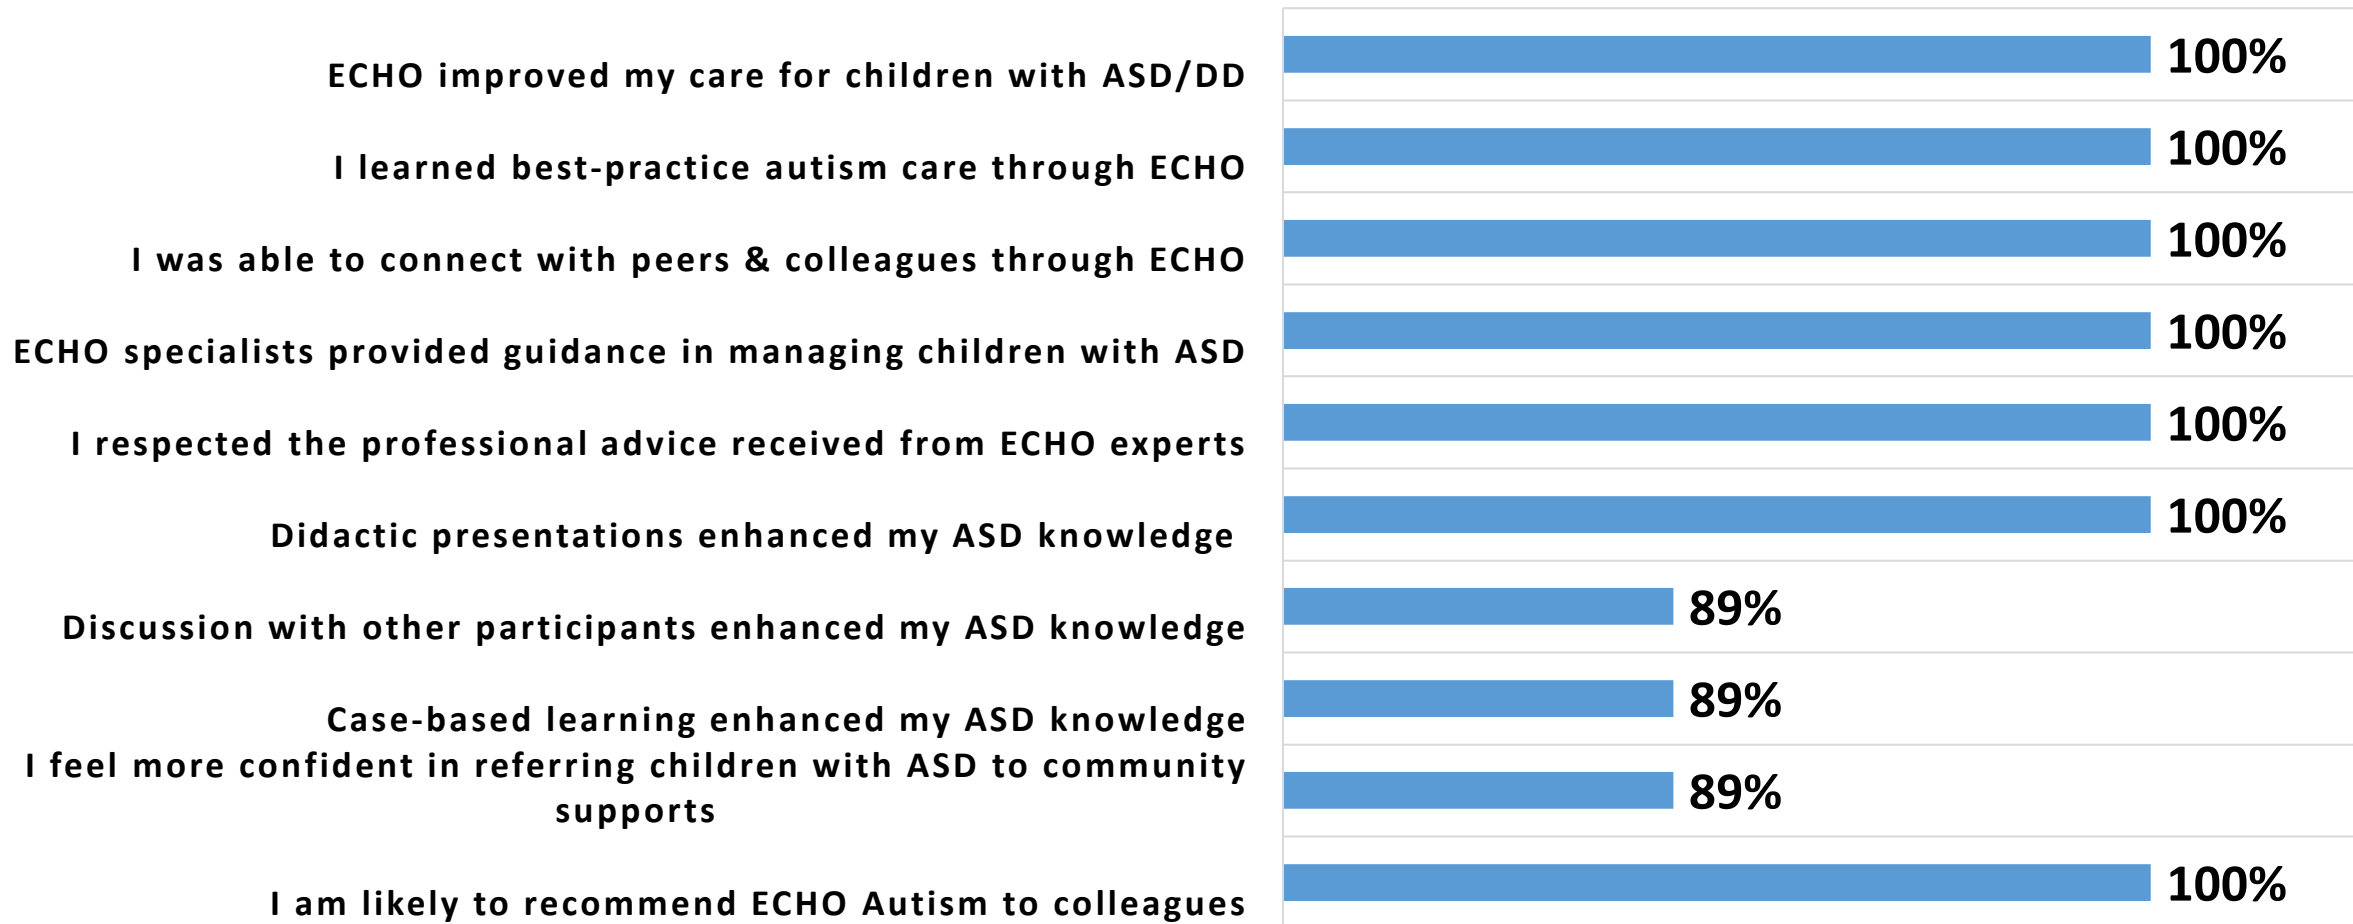 ECHO improved my care for children with ASD/DD 100%
I learned best-practice autism care through ECHO 100%
I was able to connect with peers & colleagues through ECHO 100%
ECHO specialists provided guidance in managing children with ASD 100%
I respected the professional advice received from ECHO experts 100%
Didactic presentations enhanced my ASD knowledge 100%
Discussion with other participants enhanced my ASD knowledge 89%
Case-based learning enhanced my ASD knowledge 89%
I feel more confident in referring children with ASD to community
supports 89%
I am likely to recommend ECHO Autism to colleagues 100%